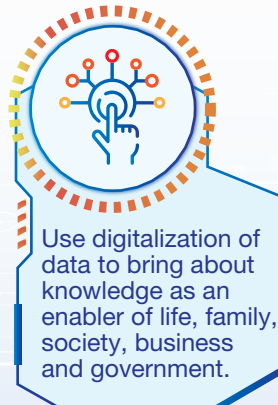 Use digitalization of
data to bring about
knowledge as an
enabler of life, family,
society, business
and government.